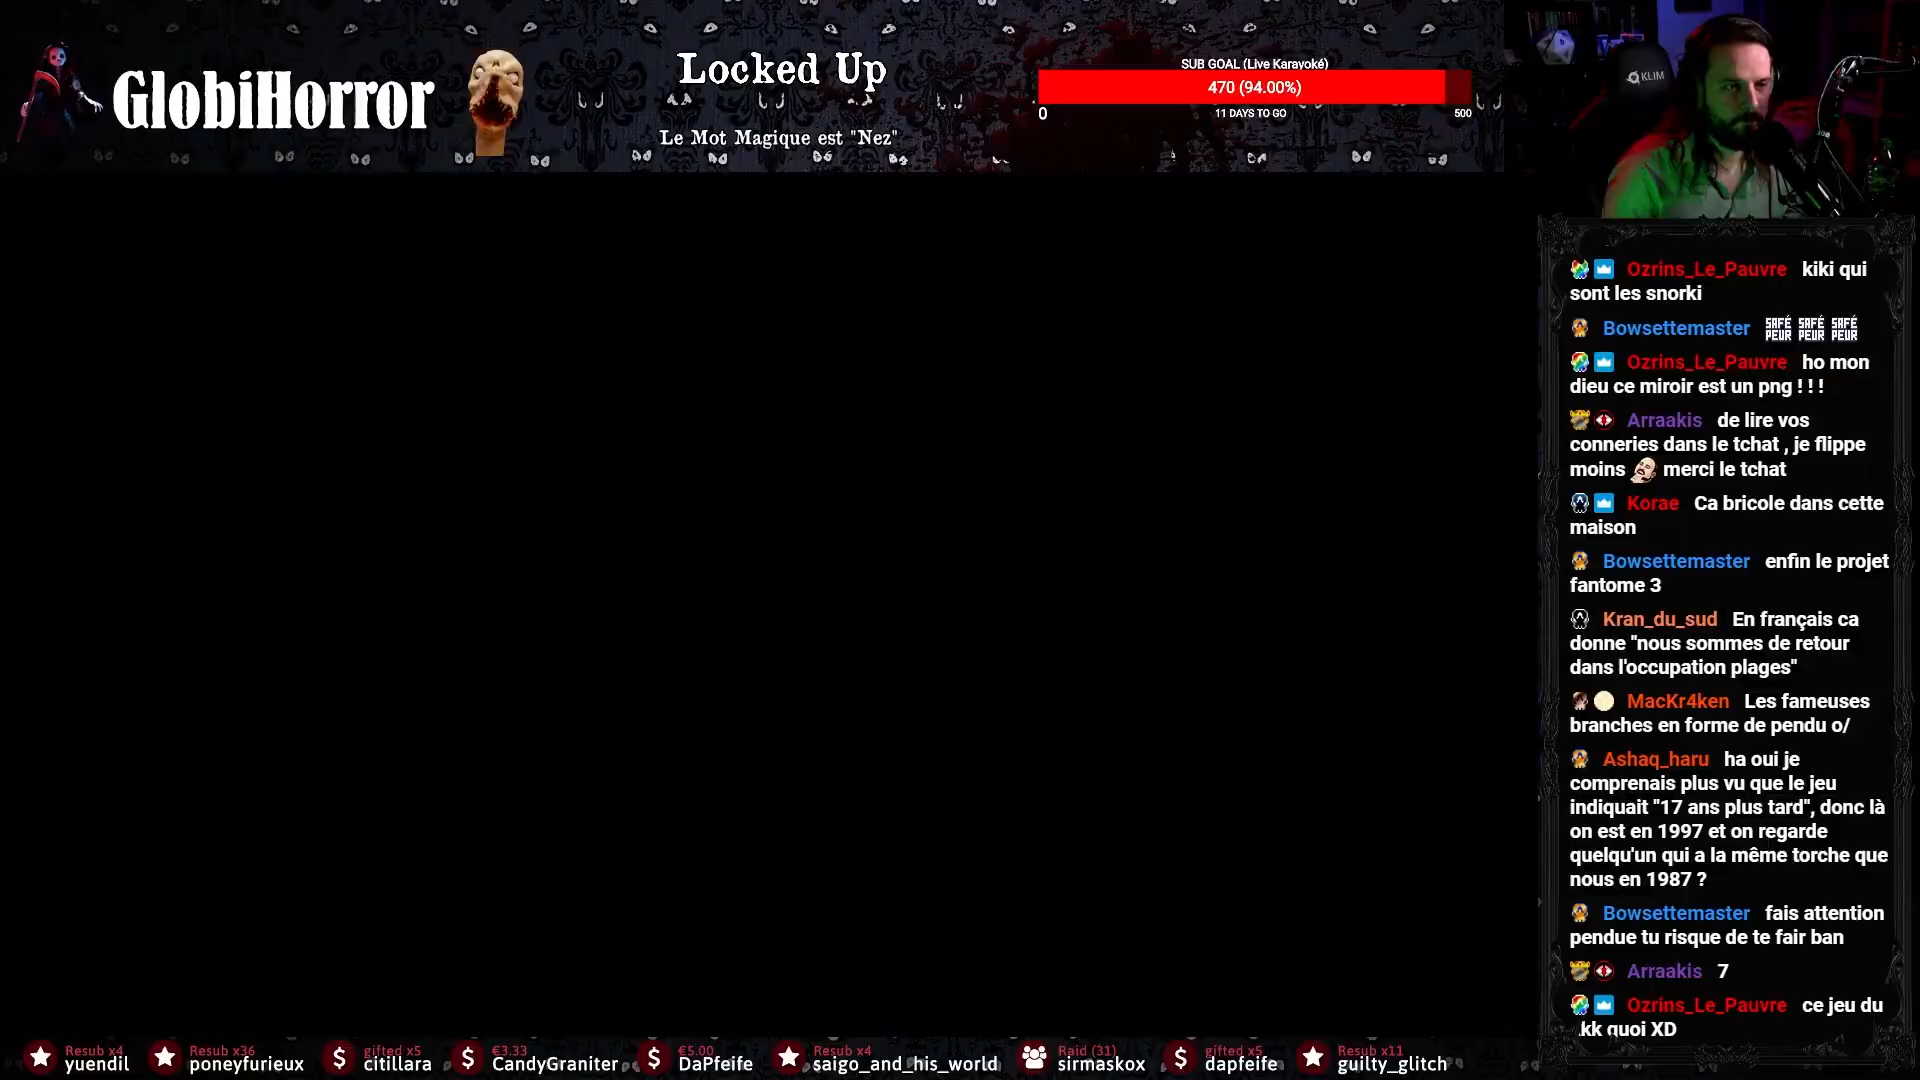 GlobiHorror
Locked Up
Le Mot Magique est "Nez"
SUB GOAL (Live Karayoké)
470 (94.00%)
0
11 DAYS TO GO
500
KLIM
Ozrins_Le_Pauvre kiki qui
sont les snorki
Bowsettemaster SAFÉ PEUR SAFÉ PEUR SAFÉ PEUR
Ozrins_Le_Pauvre ho mon
dieu ce miroir est un png ! ! !
Arraakis de lire vos
conneries dans le tchat , je flippe
moins merci le tchat
Korae Ca bricole dans cette
maison
Bowsettemaster enfin le projet
fantome 3
Kran_du_sud En français ca
donne "nous sommes de retour
dans l'occupation plages"
MacKr4ken Les fameuses
branches en forme de pendu o/
Ashaq_haru ha oui je
comprenais plus vu que le jeu
indiquait "17 ans plus tard", donc là
on est en 1997 et on regarde
quelqu'un qui a la même torche que
nous en 1987 ?
Bowsettemaster fais attention
pendue tu risque de te fair ban
Arraakis 7
Ozrins_Le_Pauvre ce jeu du
.kk quoi XD
Resub x4
yuendil
Resub x36
poneyfurieux
gifted x5
citillara
€3.33
CandyGraniter
€5.00
DaPfeife
Resub x4
saigo_and_his_world
Raid (31)
sirmaskox
gifted x5
dapfeife
Resub x11
guilty_glitch